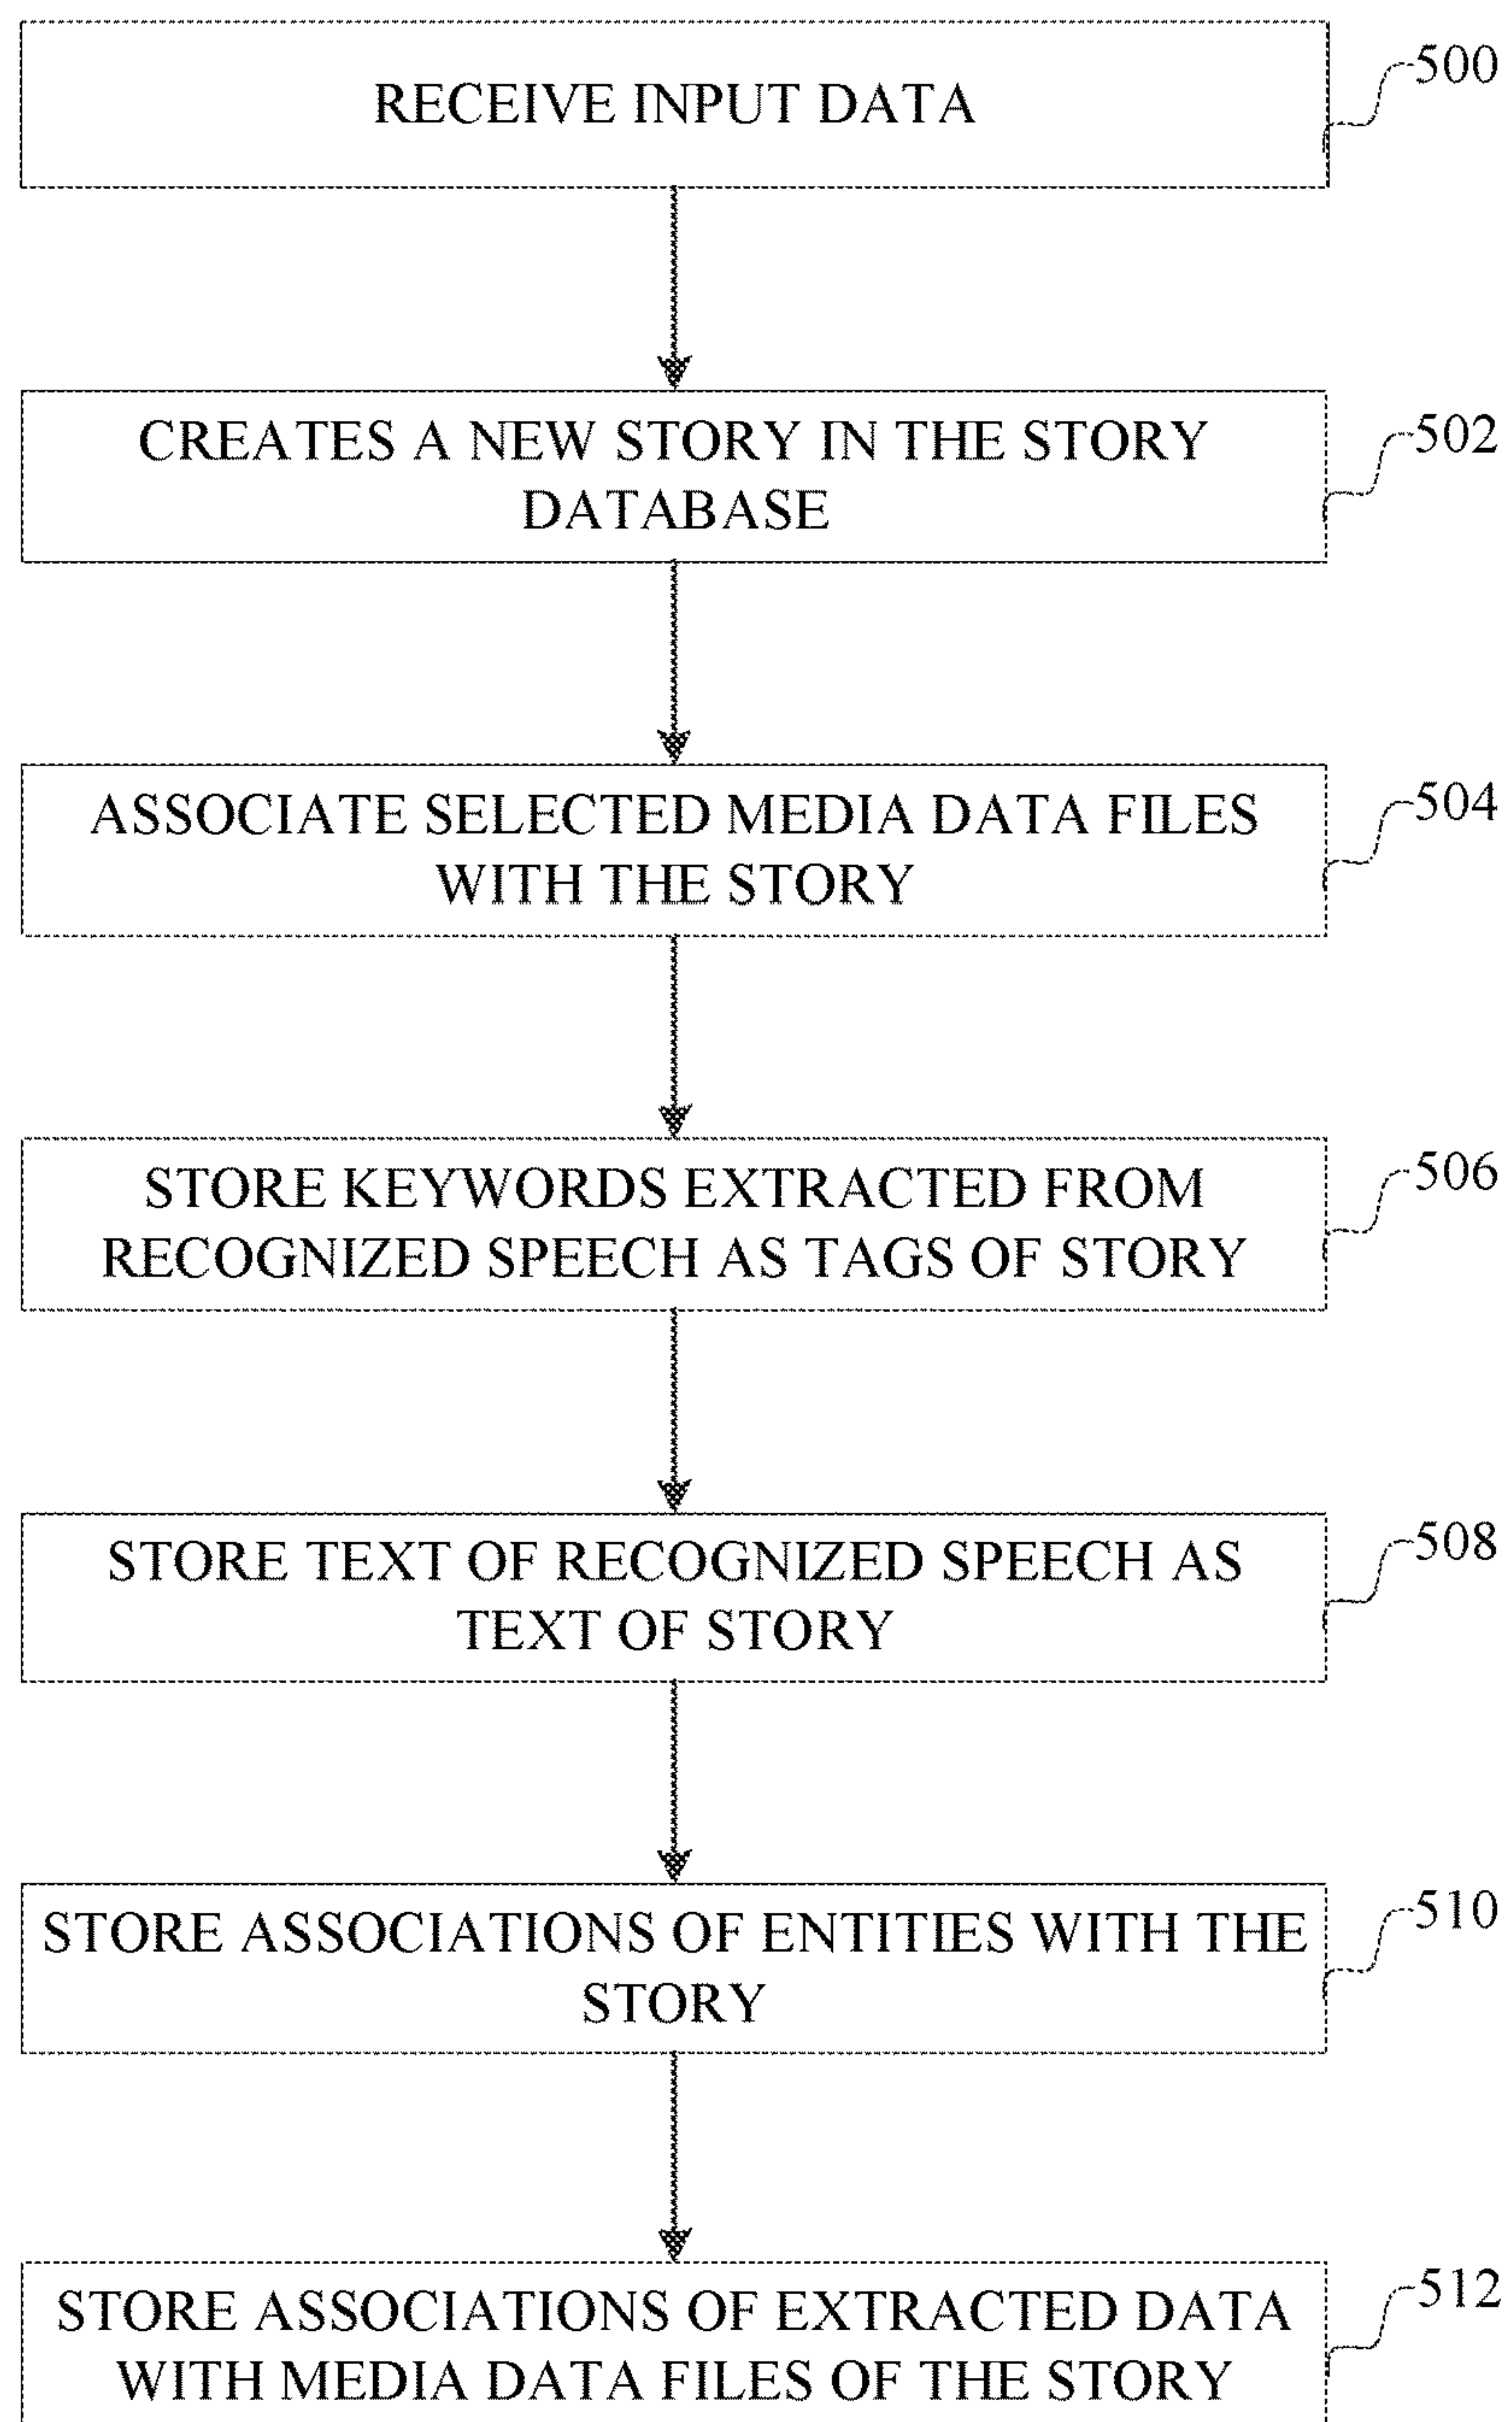 RECEIVE INPUT DATA
500
CREATES A NEW STORY IN THE STORY
DATABASE
502
ASSOCIATE SELECTED MEDIA DATA FILES
WITH THE STORY
504
STORE KEYWORDS EXTRACTED FROM
RECOGNIZED SPEECH AS TAGS OF STORY
506
STORE TEXT OF RECOGNIZED SPEECH AS
TEXT OF STORY
508
STORE ASSOCIATIONS OF ENTITIES WITH THE
STORY
510
STORE ASSOCIATIONS OF EXTRACTED DATA
WITH MEDIA DATA FILES OF THE STORY
512